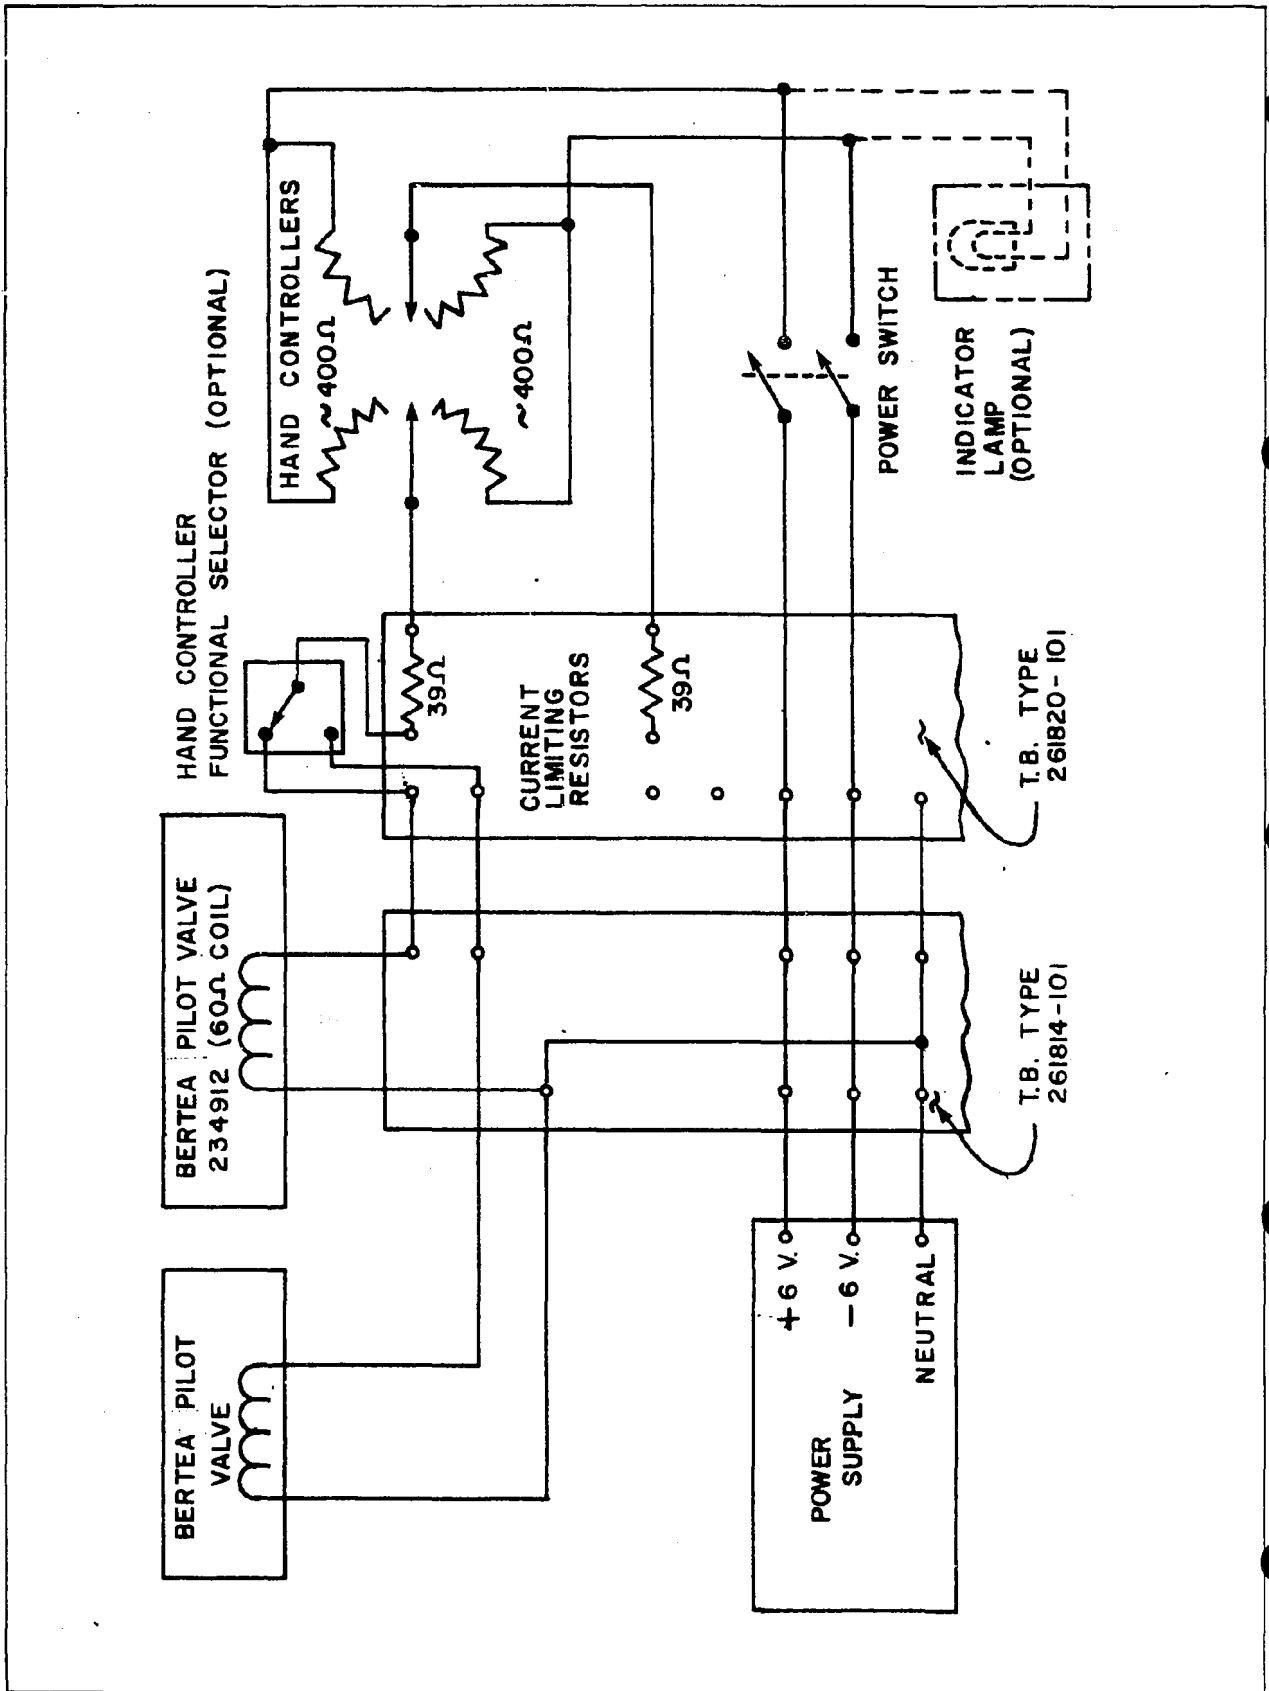 BERTEA PILOT
VALVE
BERTEA PILOT VALVE
234912 (60Ω COIL)
HAND CONTROLLER
FUNCTIONAL SELECTOR (OPTIONAL)
HAND CONTROLLERS
~400Ω
~400Ω
39Ω
CURRENT
LIMITING
RESISTORS
39Ω
POWER
SUPPLY
+6 V.
-6 V.
NEUTRAL
T.B. TYPE
261814-101
T.B. TYPE
261820-101
POWER SWITCH
INDICATOR
LAMP
(OPTIONAL)